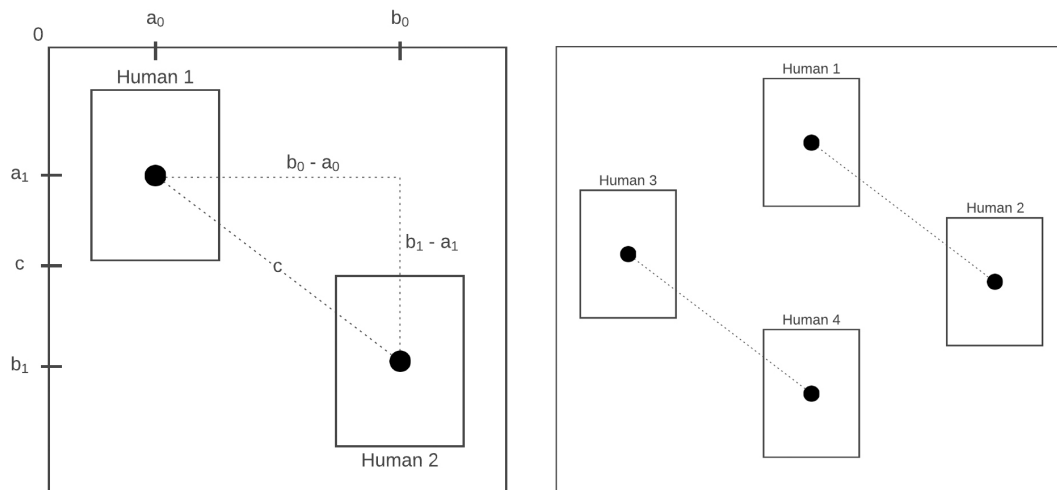 0
a₀
b₀
Human 1
a₁
b₀ - a₀
b₁ - a₁
c
c
b₁
Human 2
Human 1
Human 3
Human 2
Human 4